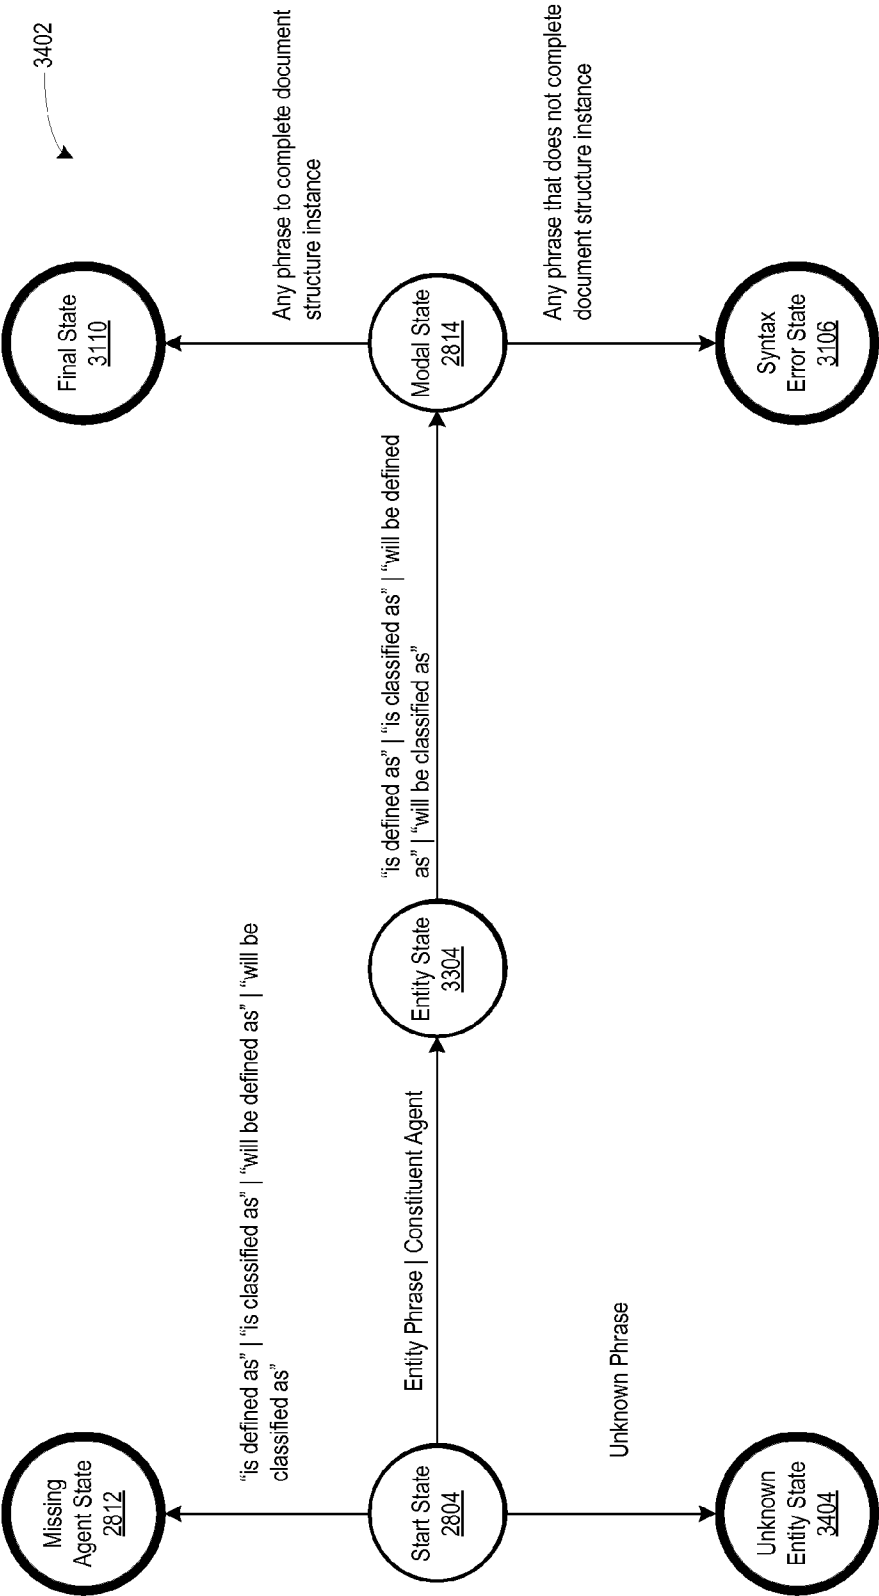 3402
Missing
Agent State
2812
“is defined as” | “is classified as” | “will be defined as” | “will be
classified as”
Final State
3110
Any phrase to complete document
structure instance
Start State
2804
Entity Phrase | Constituent Agent
Entity State
3304
“is defined as” | “is classified as” | “will be defined
as” | “will be classified as”
Modal State
2814
Unknown Phrase
Any phrase that does not complete
document structure instance
Unknown
Entity State
3404
Syntax
Error State
3106